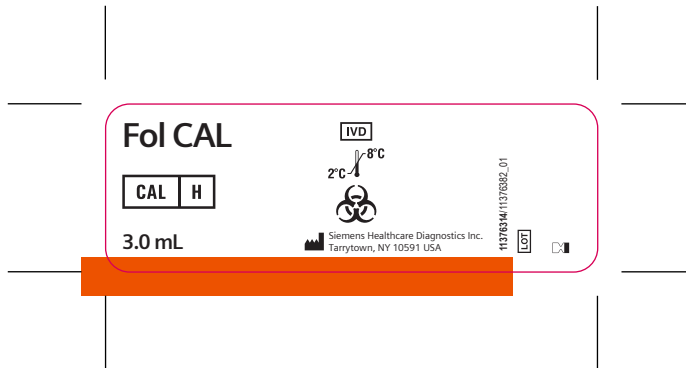 Fol CAL
CAL H
3.0 mL
IVD
8°C
2°C
Siemens Healthcare Diagnostics Inc.
Tarrytown, NY 10591 USA
11376314/11376382_01
LOT